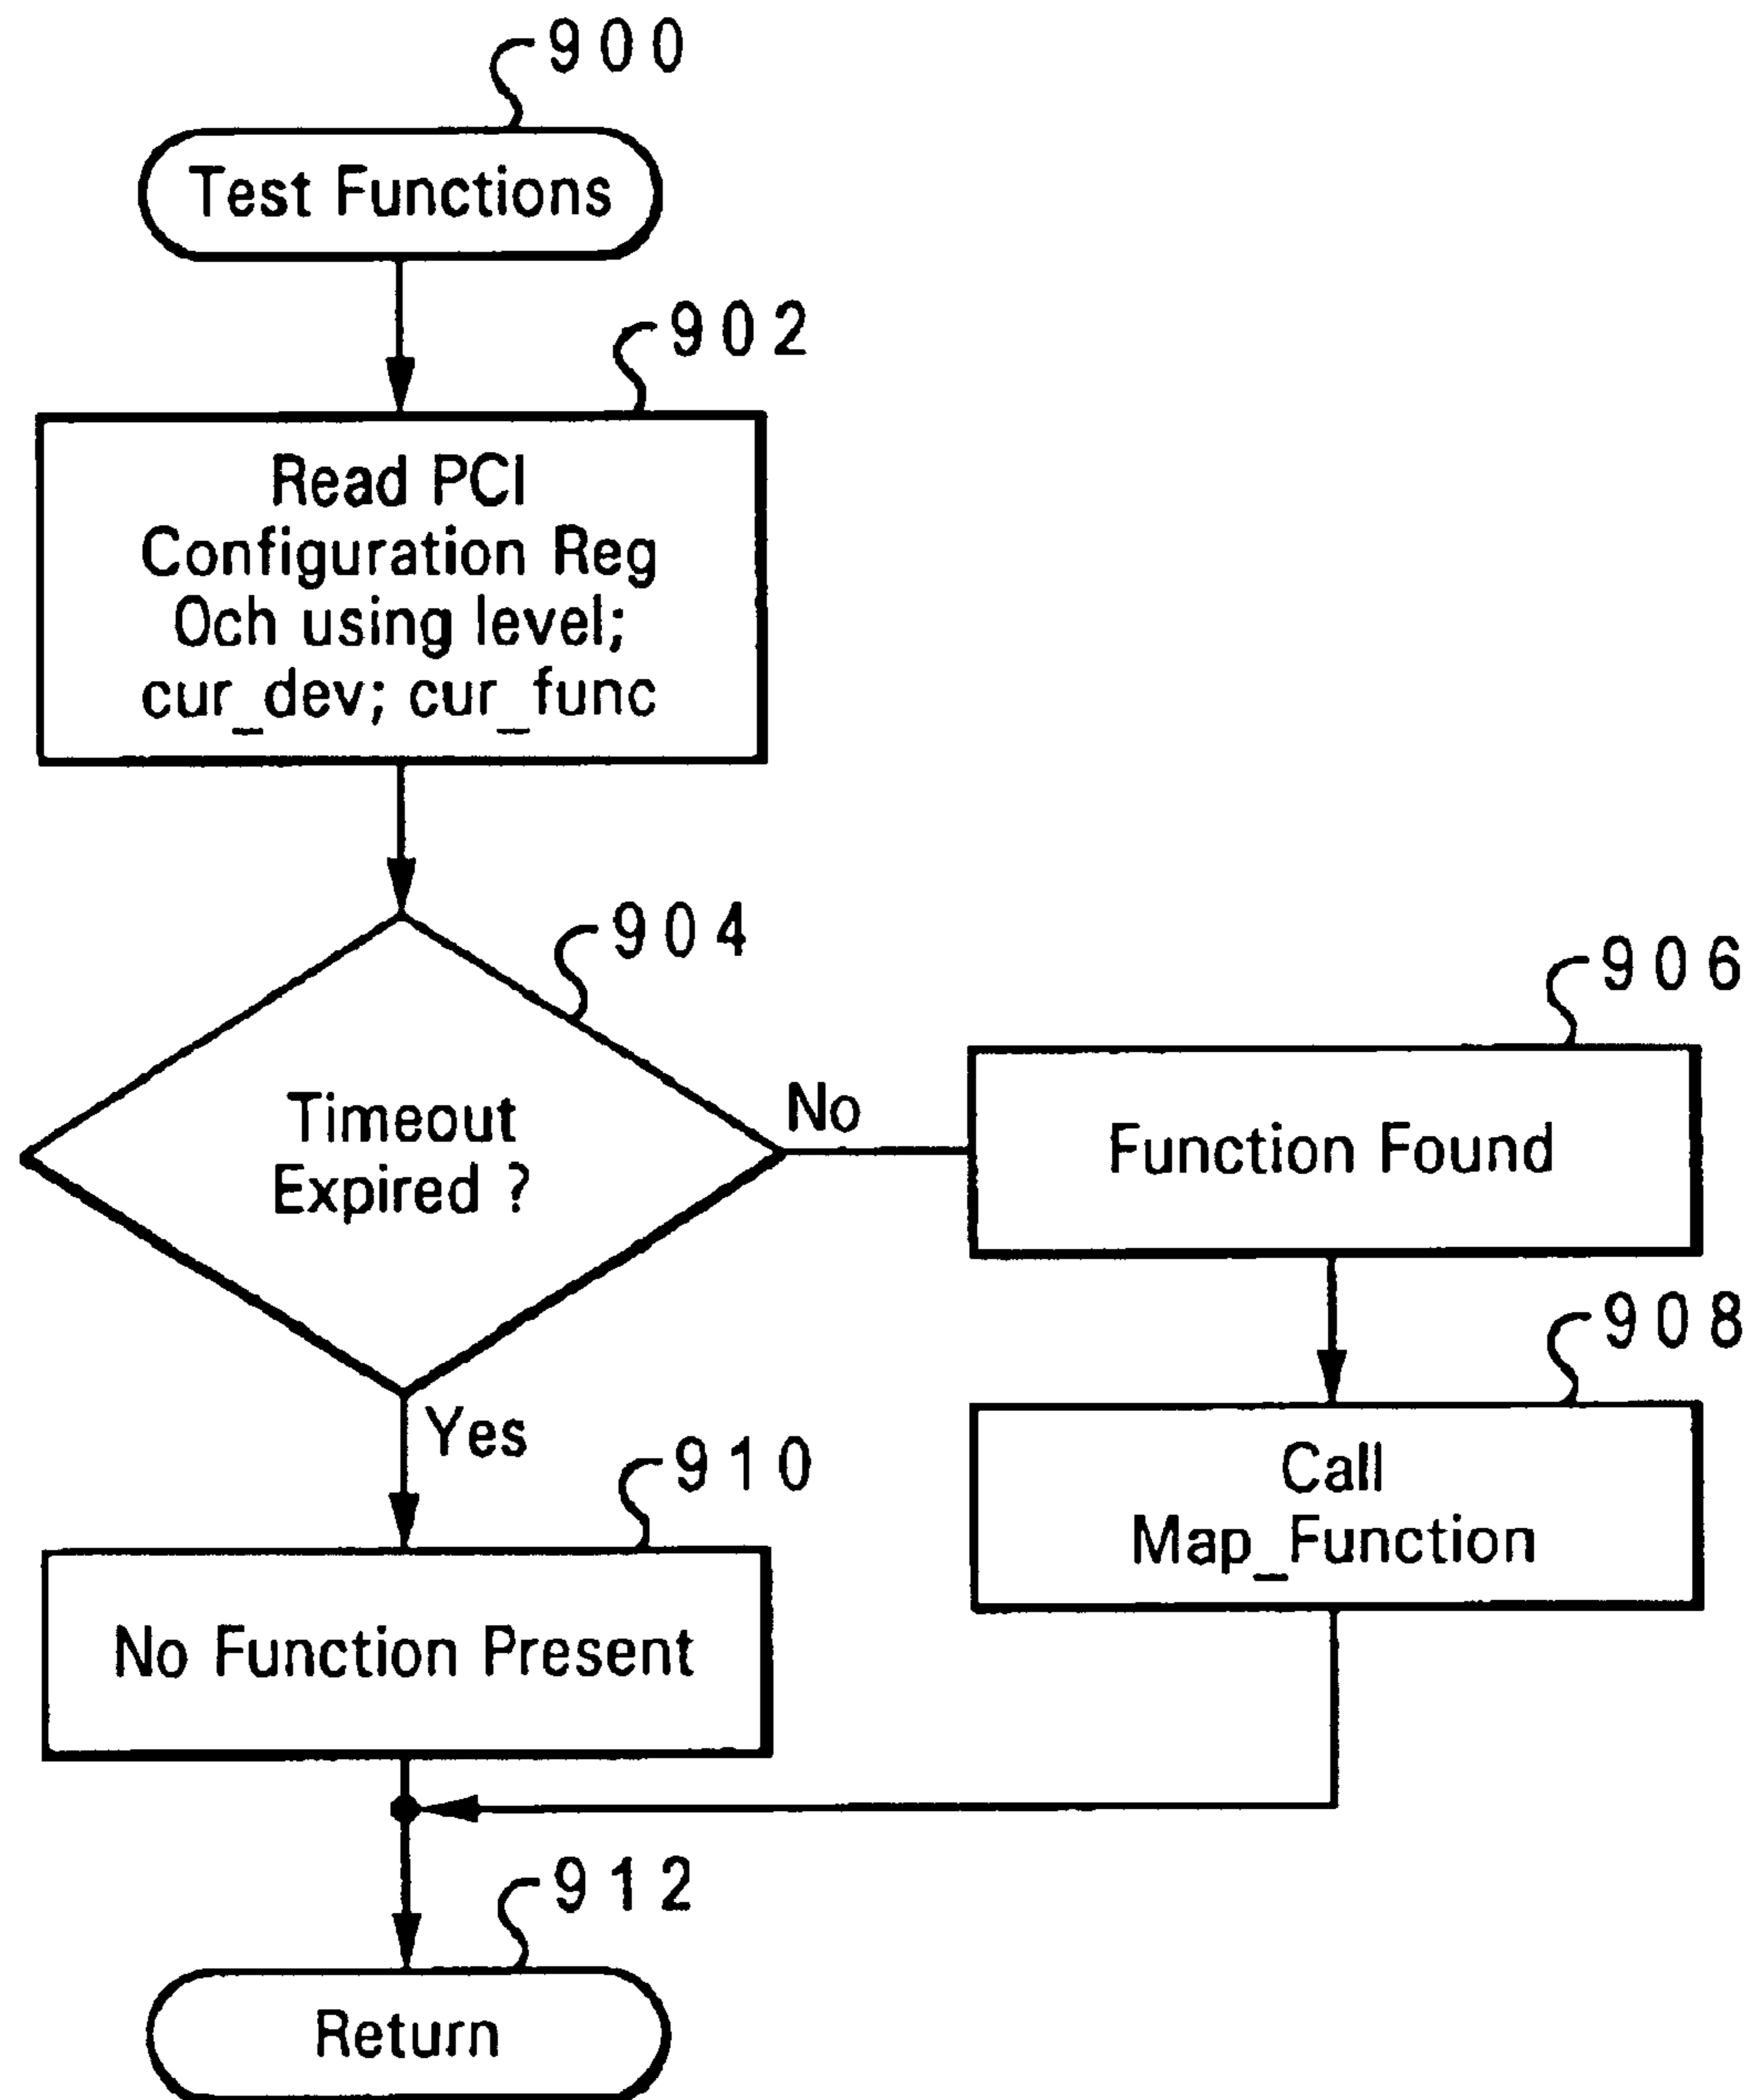 900
Test Functions
902
Read PCI
Configuration Reg
Och using level;
cur_dev; cur_func
904
Timeout
Expired ?
No
906
Function Found
908
Call
Map_Function
Yes
910
No Function Present
912
Return